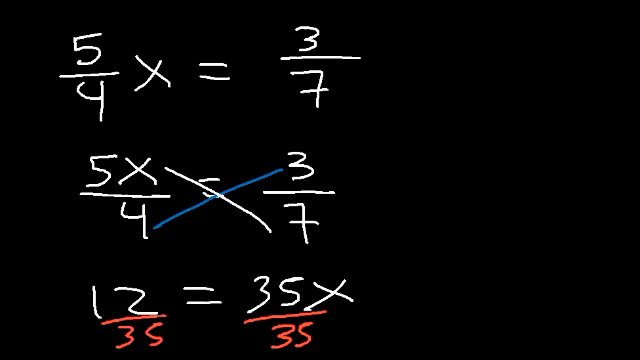 5/4 x = 3/7
5x/4 = 3/7
12/35 = 35x/35